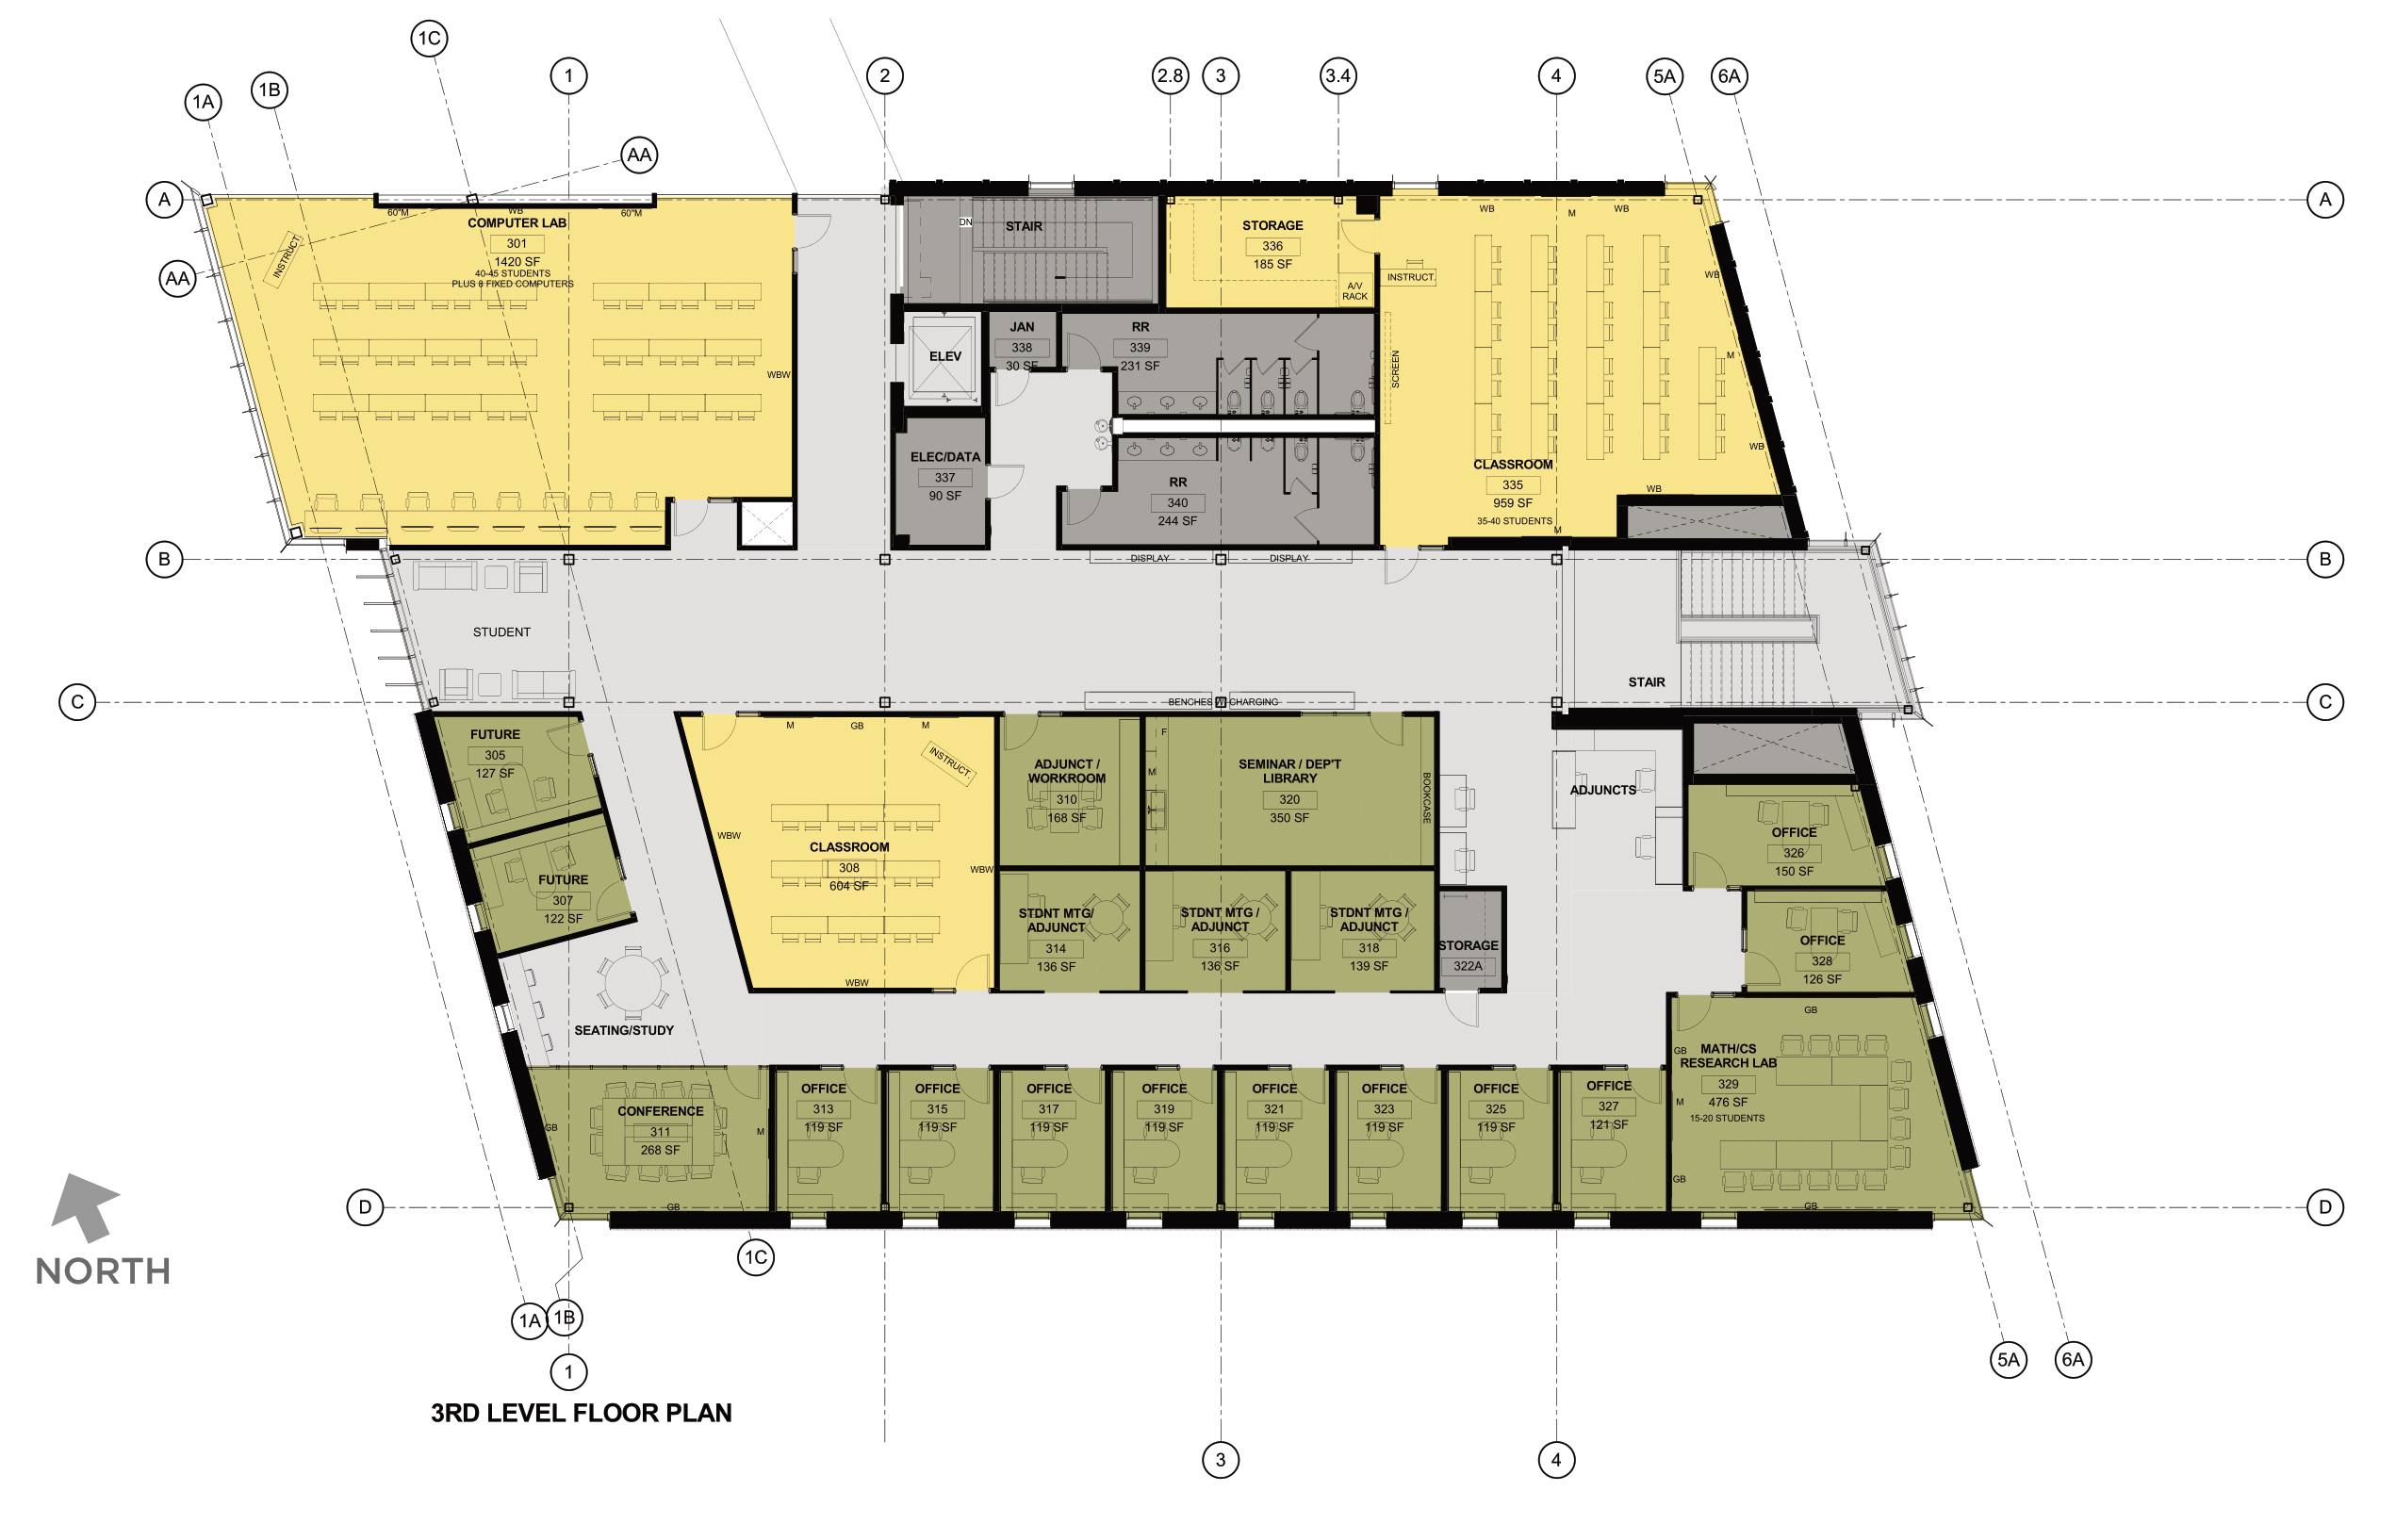 1C
1
2
2.8
3
3.4
4
5A
6A
1B
1A
AA
A
A
AA
60"M
WB
60"M
COMPUTER LAB
301
1420 SF
40-45 STUDENTS
PLUS 8 FIXED COMPUTERS
INSTRUCT.
WBW
DN
STAIR
STORAGE
336
185 SF
A/V
RACK
WB
M
WB
WB
INSTRUCT.
SCREEN
M
WB
CLASSROOM
335
959 SF
35-40 STUDENTS
WB
M
ELEV
JAN
338
30 SF
RR
339
231 SF
ELEC/DATA
337
90 SF
RR
340
244 SF
B
DISPLAY
DISPLAY
B
STUDENT
STAIR
C
BENCHES W/ CHARGING
C
FUTURE
305
127 SF
M
GB
M
INSTRUCT.
WBW
CLASSROOM
308
604 SF
WBW
WBW
ADJUNCT /
WORKROOM
310
168 SF
F
M
SEMINAR / DEP'T
LIBRARY
320
350 SF
BOOKCASE
ADJUNCTS
OFFICE
326
150 SF
FUTURE
307
122 SF
STDNT MTG/
ADJUNCT
314
136 SF
STDNT MTG /
ADJUNCT
316
136 SF
STDNT MTG /
ADJUNCT
318
139 SF
STORAGE
322A
OFFICE
328
126 SF
SEATING/STUDY
GB
GB
MATH/CS
RESEARCH LAB
329
476 SF
15-20 STUDENTS
M
GB
GB
CONFERENCE
311
268 SF
GB
M
GB
OFFICE
313
119 SF
OFFICE
315
119 SF
OFFICE
317
119 SF
OFFICE
319
119 SF
OFFICE
321
119 SF
OFFICE
323
119 SF
OFFICE
325
119 SF
OFFICE
327
121 SF
D
D
NORTH
1C
1A
1B
1
5A
6A
3RD LEVEL FLOOR PLAN
3
4